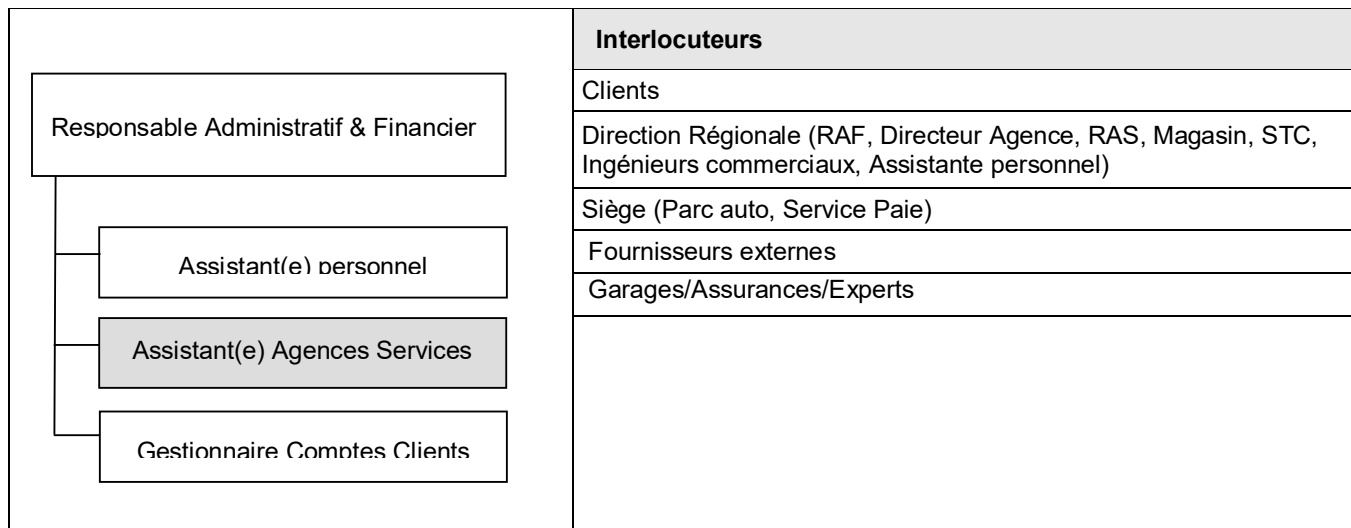 Responsable Administratif & Financier
Assistant(e) personnel
Assistant(e) Agences Services
Gestionnaire Comptes Clients
Interlocuteurs
Clients
Direction Régionale (RAF, Directeur Agence, RAS, Magasin, STC,
Ingénieurs commerciaux, Assistante personnel)
Siège (Parc auto, Service Paie)
Fournisseurs externes
Garages/Assurances/Experts